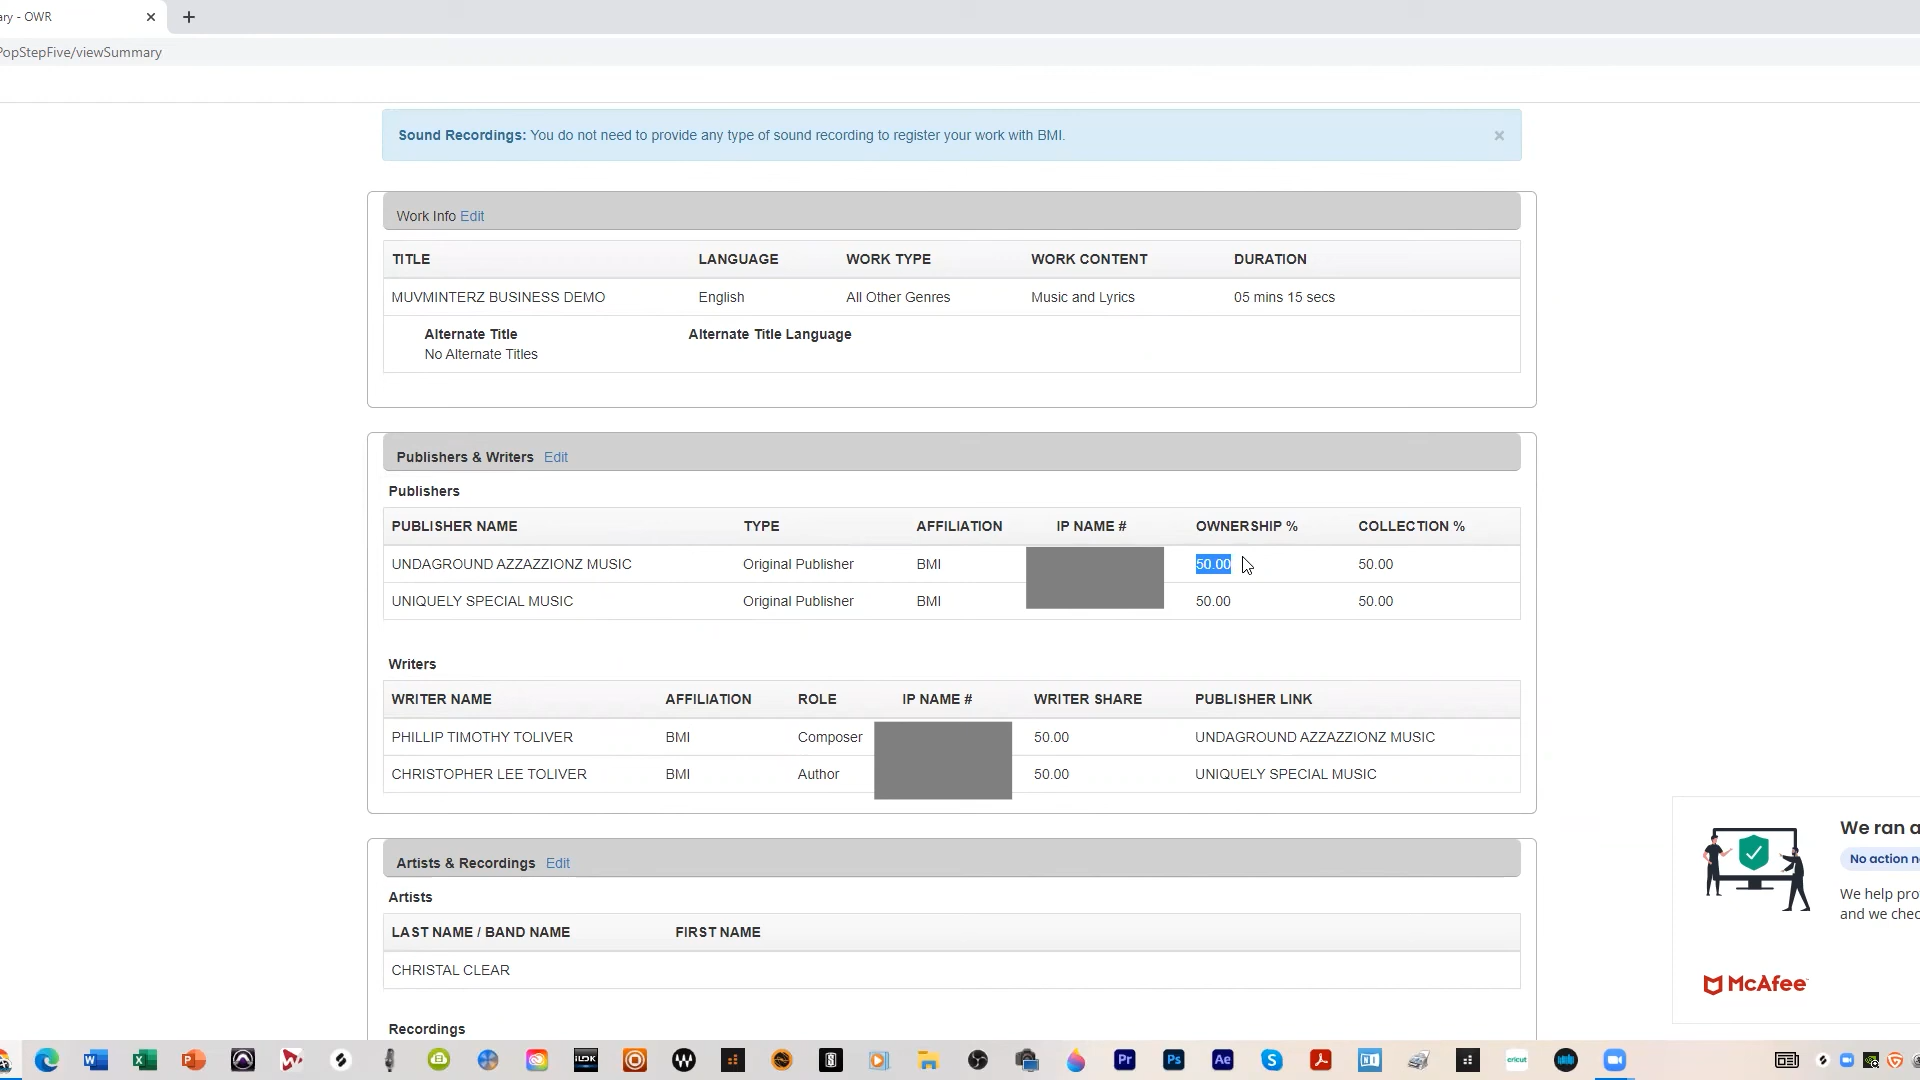 ary - OWR
PopStepFive/viewSummary
Sound Recordings: You do not need to provide any type of sound recording to register your work with BMI.
Work Info Edit
TITLE LANGUAGE WORK TYPE WORK CONTENT DURATION
MUVMINTERZ BUSINESS DEMO English All Other Genres Music and Lyrics 05 mins 15 secs
Alternate Title Alternate Title Language
No Alternate Titles
Publishers & Writers Edit
Publishers
PUBLISHER NAME TYPE AFFILIATION IP NAME # OWNERSHIP % COLLECTION %
UNDAGROUND AZZAZZIONZ MUSIC Original Publisher BMI 50.00 50.00
UNIQUELY SPECIAL MUSIC Original Publisher BMI 50.00 50.00
Writers
WRITER NAME AFFILIATION ROLE IP NAME # WRITER SHARE PUBLISHER LINK
PHILLIP TIMOTHY TOLIVER BMI Composer 50.00 UNDAGROUND AZZAZZIONZ MUSIC
CHRISTOPHER LEE TOLIVER BMI Author 50.00 UNIQUELY SPECIAL MUSIC
Artists & Recordings Edit
Artists
LAST NAME / BAND NAME FIRST NAME
CHRISTAL CLEAR
Recordings
We ran a
No action n
We help pro
and we chec
McAfee
W X P Pr Ps Ae S cricut